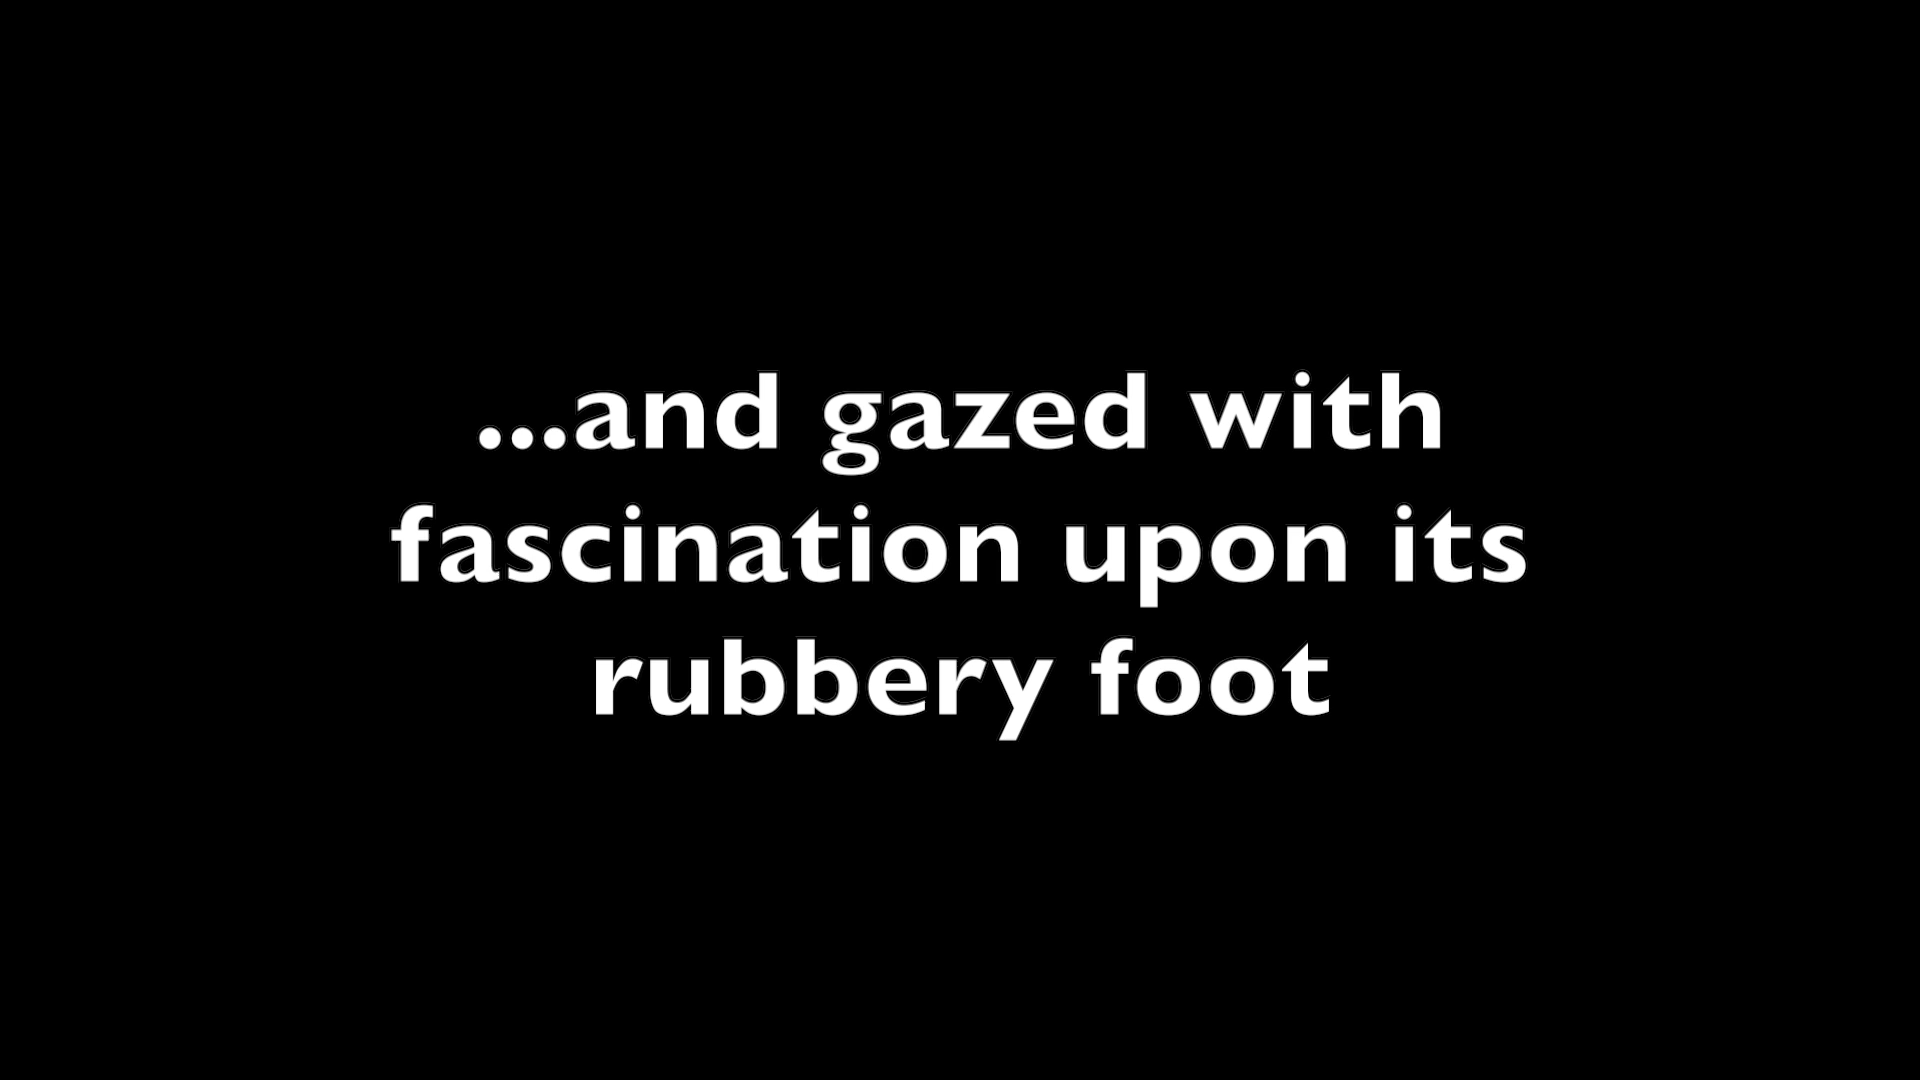 ...and gazed with
fascination upon its
rubbery foot